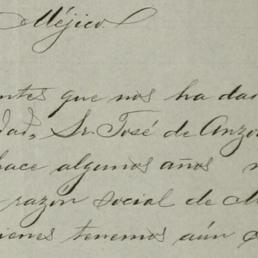 Méjico.
ntes que nos ha da
dad, Sr. José de Anzo
hace algunos años
razon social de M
ienes tenemos aún